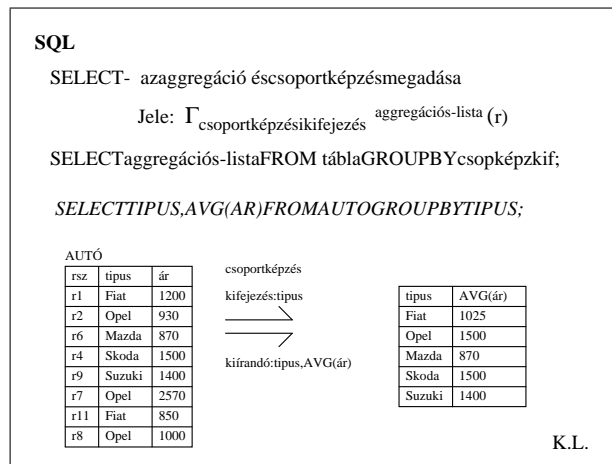 SQL
SELECT- azaggregáció éscsoportképzésmegadása
Jele: Γcsoportképzésikifejezés aggregációs-lista (r)
SELECTaggregációs-listaFROM táblaGROUPBYcsopképzkif;
SELECTTIPUS,AVG(AR)FROMAUTOGROUPBYTIPUS;
AUTÓ
rsz tipus ár
r1 Fiat 1200
r2 Opel 930
r6 Mazda 870
r4 Skoda 1500
r9 Suzuki 1400
r7 Opel 2570
r11 Fiat 850
r8 Opel 1000
csoportképzés
kifejezés:tipus
kiírandó:tipus,AVG(ár)
tipus AVG(ár)
Fiat 1025
Opel 1500
Mazda 870
Skoda 1500
Suzuki 1400
K.L.